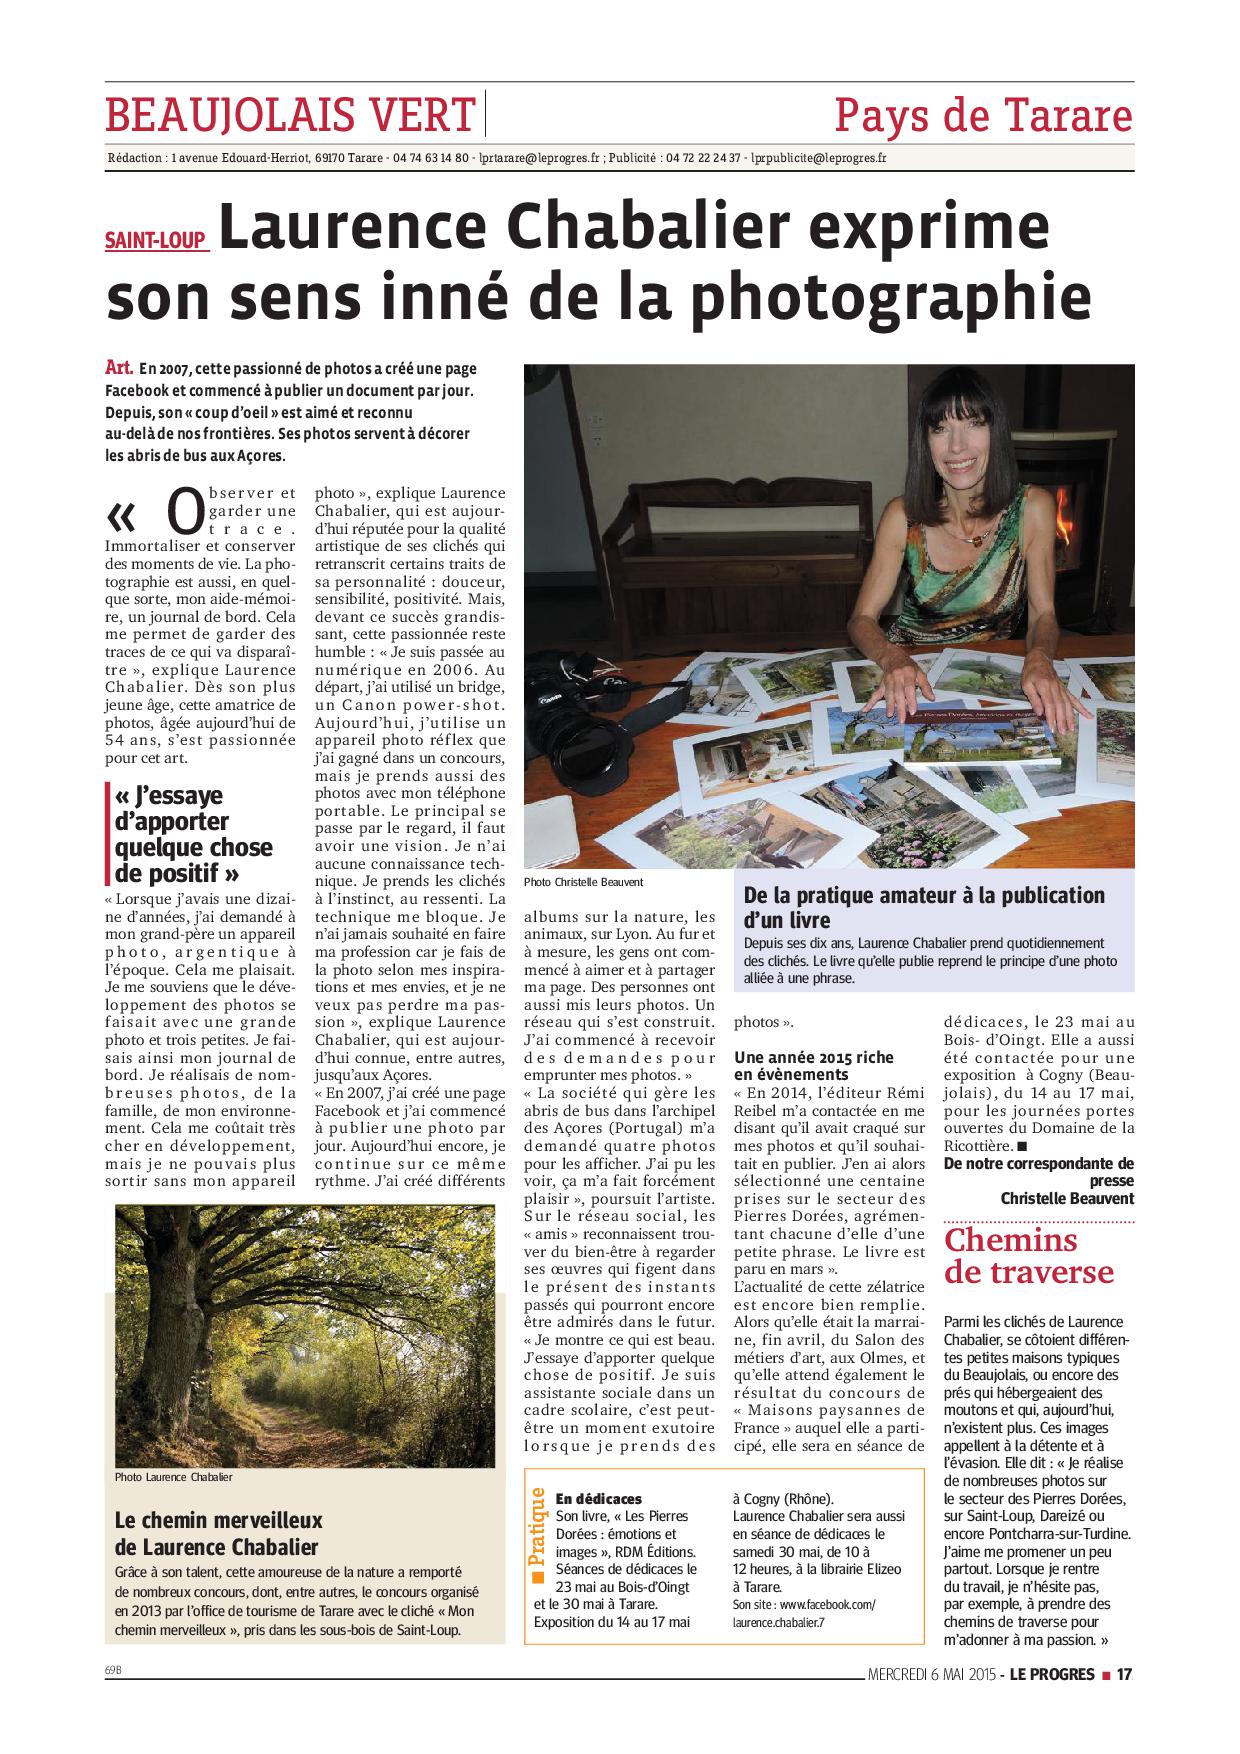 BEAUJOLAIS VERT
Pays de Tarare
Rédaction : 1 avenue Edouard-Herriot, 69170 Tarare - 04 74 63 14 80 - lprtarare@leprogres.fr ; Publicité : 04 72 22 24 37 - lprpublicite@leprogres.fr
SAINT-LOUP Laurence Chabalier exprime
son sens inné de la photographie
Art. En 2007, cette passionné de photos a créé une page
Facebook et commencé à publier un document par jour.
Depuis, son « coup d'oeil » est aimé et reconnu
au-delà de nos frontières. Ses photos servent à décorer
les abris de bus aux Açores.
« Observer et
garder une
trace.
Immortaliser et conserver
des moments de vie. La pho-
tographie est aussi, en quel-
que sorte, mon aide-mémoi-
re, un journal de bord. Cela
me permet de garder des
traces de ce qui va disparaî-
tre », explique Laurence
Chabalier. Dès son plus
jeune âge, cette amatrice de
photos, âgée aujourd'hui de
54 ans, s'est passionnée
pour cet art.
« J'essaye
d'apporter
quelque chose
de positif »
« Lorsque j'avais une dizai-
ne d'années, j'ai demandé à
mon grand-père un appareil
photo, argentique à
l'époque. Cela me plaisait.
Je me souviens que le déve-
loppement des photos se
faisait avec une grande
photo et trois petites. Je fai-
sais ainsi mon journal de
bord. Je réalisais de nom-
breuses photos, de la
famille, de mon environne-
ment. Cela me coûtait très
cher en développement,
mais je ne pouvais plus
sortir sans mon appareil
photo », explique Laurence
Chabalier, qui est aujour-
d'hui réputée pour la qualité
artistique de ses clichés qui
retranscrit certains traits de
sa personnalité : douceur,
sensibilité, positivité. Mais,
devant ce succès grandis-
sant, cette passionnée reste
humble : « Je suis passée au
numérique en 2006. Au
départ, j'ai utilisé un bridge,
un Canon power-shot.
Aujourd'hui, j'utilise un
appareil photo réflex que
j'ai gagné dans un concours,
mais je prends aussi des
photos avec mon téléphone
portable. Le principal se
passe par le regard, il faut
avoir une vision. Je n'ai
aucune connaissance tech-
nique. Je prends les clichés
à l'instinct, au ressenti. La
technique me bloque. Je
n'ai jamais souhaité en faire
ma profession car je fais de
la photo selon mes inspira-
tions et mes envies, et je ne
veux pas perdre ma pas-
sion », explique Laurence
Chabalier, qui est aujour-
d'hui connue, entre autres,
jusqu'aux Açores.
« En 2007, j'ai créé une page
Facebook et j'ai commencé
à publier une photo par
jour. Aujourd'hui encore, je
continue sur ce même
rythme. J'ai créé différents
Photo Christelle Beauvent
albums sur la nature, les
animaux, sur Lyon. Au fur et
à mesure, les gens ont com-
mencé à aimer et à partager
ma page. Des personnes ont
aussi mis leurs photos. Un
réseau qui s'est construit.
J'ai commencé à recevoir
des demandes pour
emprunter mes photos. »
« La société qui gère les
abris de bus dans l'archipel
des Açores (Portugal) m'a
demandé quatre photos
pour les afficher. J'ai pu les
voir, ça m'a fait forcément
plaisir », poursuit l'artiste.
Sur le réseau social, les
« amis » reconnaissent trou-
ver du bien-être à regarder
ses œuvres qui figent dans
le présent des instants
passés qui pourront encore
être admirés dans le futur.
« Je montre ce qui est beau.
J'essaye d'apporter quelque
chose de positif. Je suis
assistante sociale dans un
cadre scolaire, c'est peut-
être un moment exutoire
lorsque je prends des
De la pratique amateur à la publication
d'un livre
Depuis ses dix ans, Laurence Chabalier prend quotidiennement
des clichés. Le livre qu'elle publie reprend le principe d'une photo
alliée à une phrase.
photos ».
Une année 2015 riche
en évènements
« En 2014, l'éditeur Rémi
Reibel m'a contactée en me
disant qu'il avait craqué sur
mes photos et qu'il souhai-
tait en publier. J'en ai alors
sélectionné une centaine
prises sur le secteur des
Pierres Dorées, agrémen-
tant chacune d'elle d'une
petite phrase. Le livre est
paru en mars ».
L'actualité de cette zélatrice
est encore bien remplie.
Alors qu'elle était la marrai-
ne, fin avril, du Salon des
métiers d'art, aux Olmes, et
qu'elle attend également le
résultat du concours de
« Maisons paysannes de
France » auquel elle a parti-
cipé, elle sera en séance de
dédicaces, le 23 mai au
Bois- d'Oingt. Elle a aussi
été contactée pour une
exposition à Cogny (Beau-
jolais), du 14 au 17 mai,
pour les journées portes
ouvertes du Domaine de la
Ricottière. ■
De notre correspondante de
presse
Christelle Beauvent
Chemins
de traverse
Parmi les clichés de Laurence
Chabalier, se côtoient différen-
tes petites maisons typiques
du Beaujolais, ou encore des
prés qui hébergeaient des
moutons et qui, aujourd'hui,
n'existent plus. Ces images
appellent à la détente et à
l'évasion. Elle dit : « Je réalise
de nombreuses photos sur
le secteur des Pierres Dorées,
sur Saint-Loup, Dareizé ou
encore Pontcharra-sur-Turdine.
J'aime me promener un peu
partout. Lorsque je rentre
du travail, je n'hésite pas,
par exemple, à prendre des
chemins de traverse pour
m'adonner à ma passion. »
Photo Laurence Chabalier
Le chemin merveilleux
de Laurence Chabalier
Grâce à son talent, cette amoureuse de la nature a remporté
de nombreux concours, dont, entre autres, le concours organisé
en 2013 par l'office de tourisme de Tarare avec le cliché « Mon
chemin merveilleux », pris dans les sous-bois de Saint-Loup.
■ Pratique
En dédicaces
Son livre, « Les Pierres
Dorées : émotions et
images », RDM Éditions.
Séances de dédicaces le
23 mai au Bois-d'Oingt
et le 30 mai à Tarare.
Exposition du 14 au 17 mai
à Cogny (Rhône).
Laurence Chabalier sera aussi
en séance de dédicaces le
samedi 30 mai, de 10 à
12 heures, à la librairie Elizeo
à Tarare.
Son site : www.facebook.com/
laurence.chabalier.7
69B
MERCREDI 6 MAI 2015 - LE PROGRES ■ 17